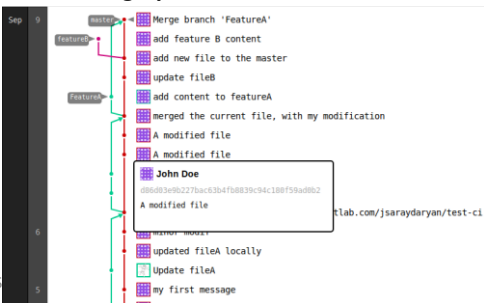 Sep 9 master Merge branch 'FeatureA'
featureB add feature B content
add new file to the master
update fileB
FeatureA add content to featureA
merged the current file, with my modification
A modified file
A modified file
John Doe
d86d03e9b227bac63b4fb8839c94c180f59ad0b2
A modified file
tlab.com/jsaraydaryan/test-ci
6 minor modif
updated fileA locally
Update fileA
5 my first message